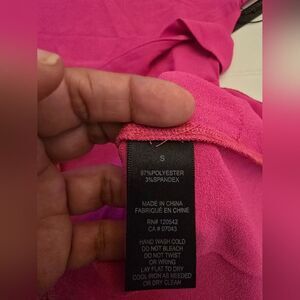 S
97%POLYESTER
3%SPANDEX
MADE IN CHINA
FABRIQUÉ EN CHINE
RN# 120542
CA # 07043
HAND WASH COLD
DO NOT BLEACH
DO NOT TWIST
OR WRING
LAY FLAT TO DRY
COOL IRON AS NEEDED
OR DRY CLEAN